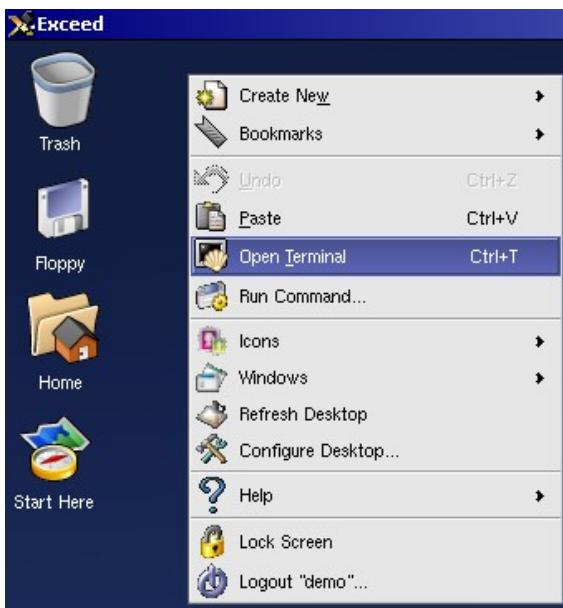 Exceed
Trash
Floppy
Home
Start Here
Create New
Bookmarks
Undo Ctrl+Z
Paste Ctrl+V
Open Terminal Ctrl+T
Run Command...
Icons
Windows
Refresh Desktop
Configure Desktop...
Help
Lock Screen
Logout "demo"...